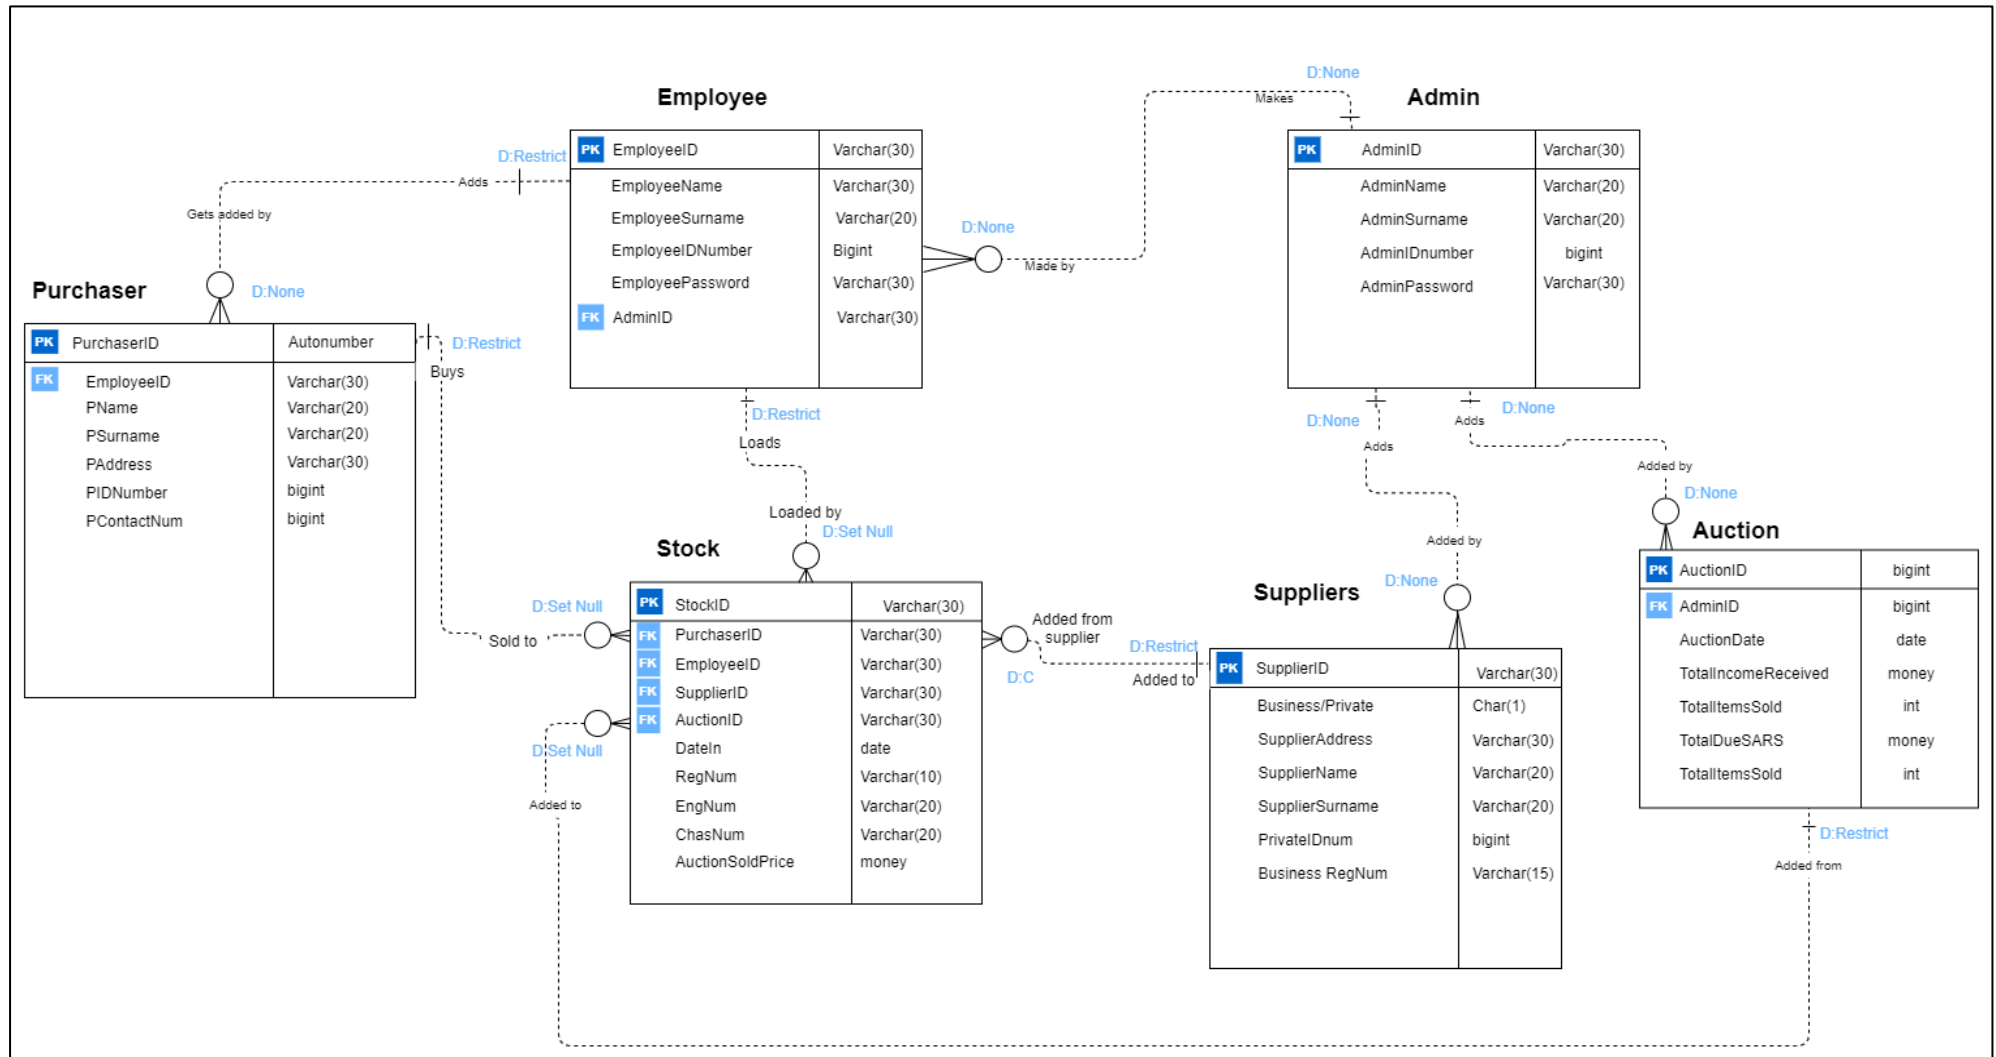 Employee
D:Restrict
Adds
Gets added by
PK EmployeeID Varchar(30)
EmployeeName Varchar(30)
EmployeeSurname Varchar(20)
EmployeeIDNumber Bigint
EmployeePassword Varchar(30)
FK AdminID Varchar(30)
D:None
Makes
D:None
Made by
Admin
PK AdminID Varchar(30)
AdminName Varchar(20)
AdminSurname Varchar(20)
AdminIDnumber bigint
AdminPassword Varchar(30)
Purchaser
D:None
PK PurchaserID Autonumber
FK EmployeeID Varchar(30)
PName Varchar(20)
PSurname Varchar(20)
PAddress Varchar(30)
PIDNumber bigint
PContactNum bigint
D:Restrict
Buys
D:Restrict
Loads
Loaded by
D:Set Null
D:None
Adds
Added by
D:None
D:None
Adds
Added by
D:None
Stock
D:Set Null
Sold to
D:Set Null
Added to
PK StockID Varchar(30)
FK PurchaserID Varchar(30)
FK EmployeeID Varchar(30)
FK SupplierID Varchar(30)
FK AuctionID Varchar(30)
DateIn date
RegNum Varchar(10)
EngNum Varchar(20)
ChasNum Varchar(20)
AuctionSoldPrice money
Added from
supplier
D:C
D:Restrict
Added to
Suppliers
PK SupplierID Varchar(30)
Business/Private Char(1)
SupplierAddress Varchar(30)
SupplierName Varchar(20)
SupplierSurname Varchar(20)
PrivateIDnum bigint
Business RegNum Varchar(15)
Auction
PK AuctionID bigint
FK AdminID bigint
AuctionDate date
TotalIncomeReceived money
TotalItemsSold int
TotalDueSARS money
TotalItemsSold int
D:Restrict
Added from